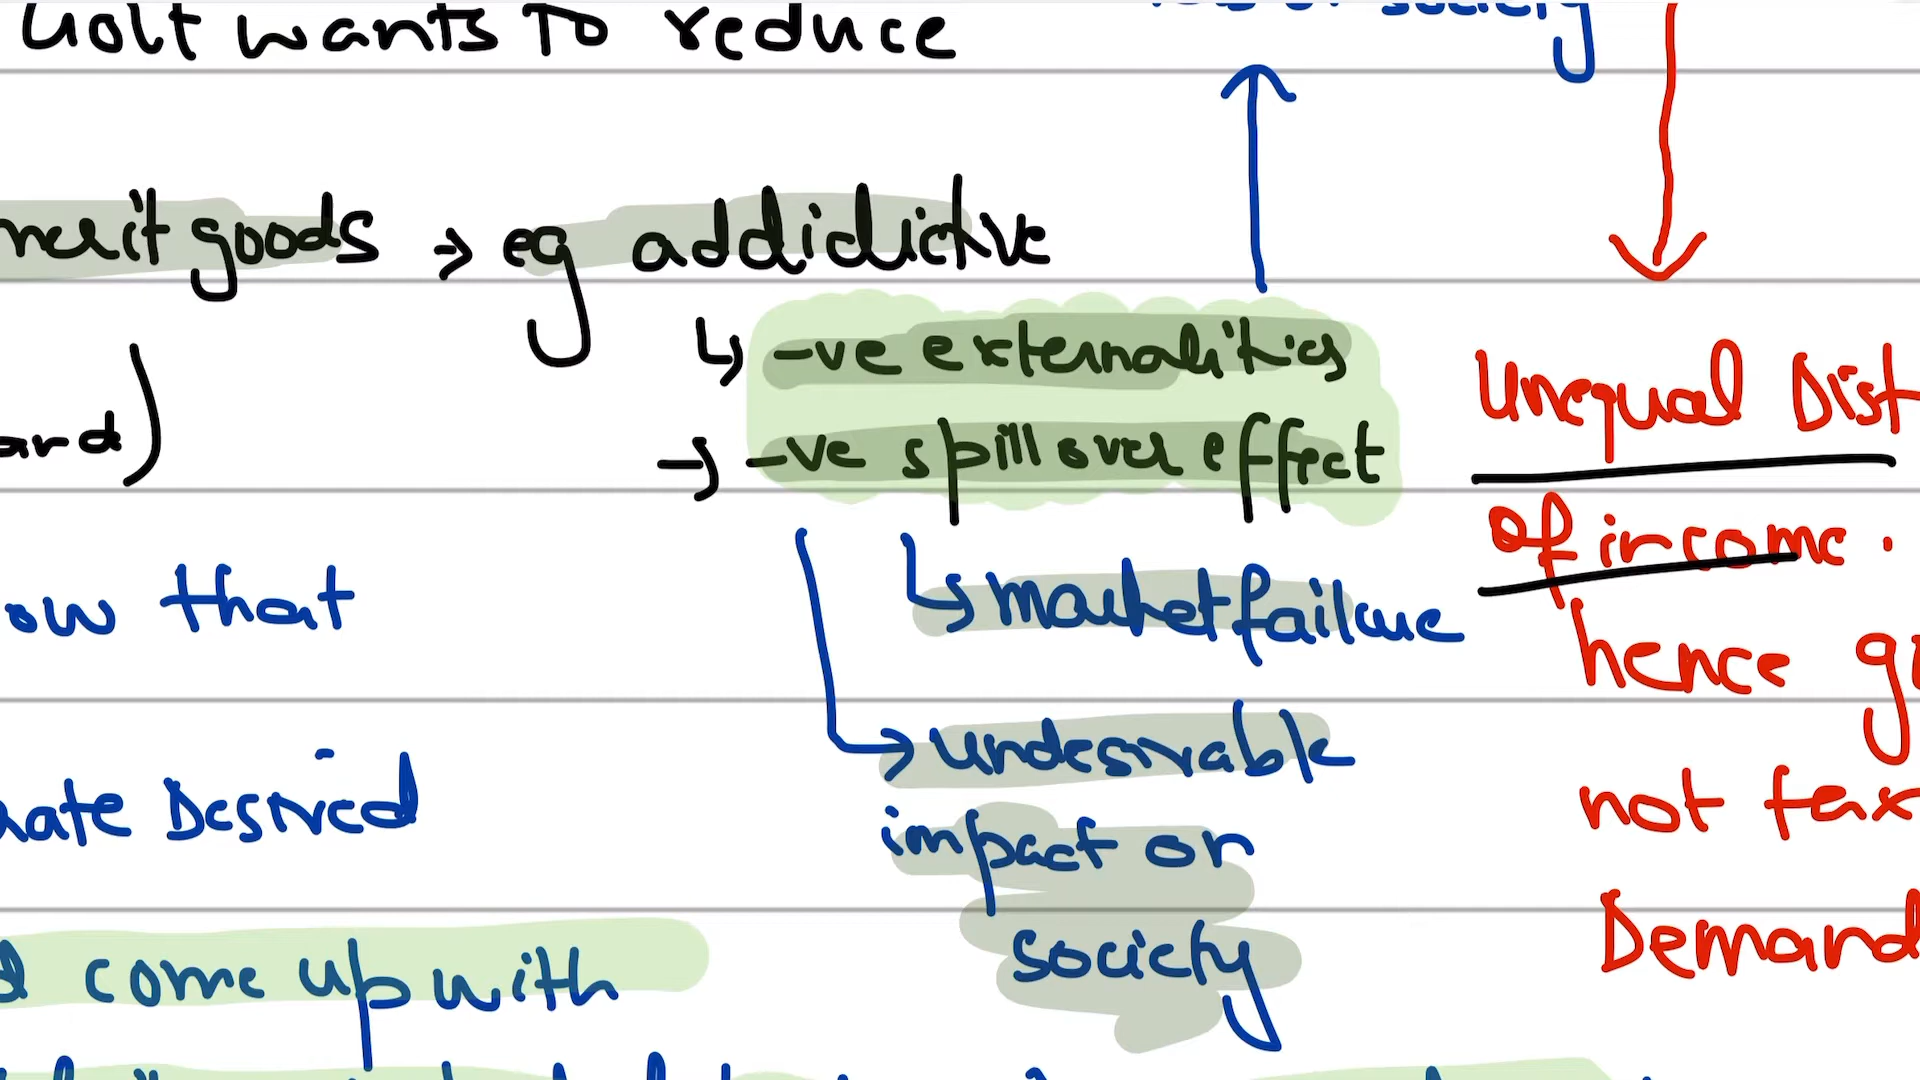 Govt wants to reduce
society
merit goods → eg addidictive
↳ -ve externalities
ard)
→ -ve spill over effect
Unequal Dist
of income.
ow that
↳ market failure
hence
→ undesirable
ate Desired
impact on
not tax
society
Demand
come up with